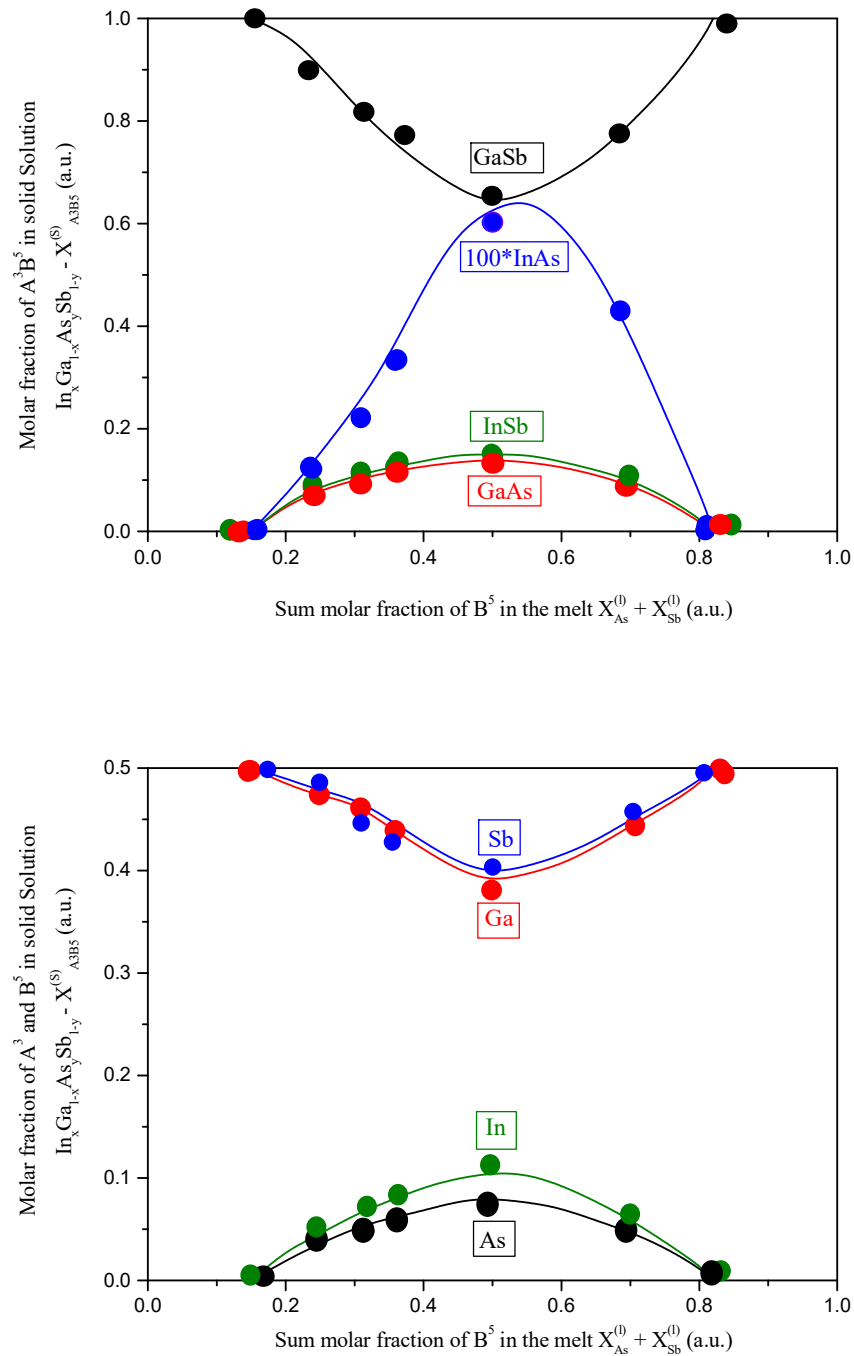 Molar fraction of A³B⁵ in solid Solution
InₓGa₁₋ₓAsᵧSb₁₋ᵧ - X⁽ˢ⁾A3B5 (a.u.)
1.0
0.8
0.6
0.4
0.2
0.0
GaSb
100*InAs
InSb
GaAs
0.0 0.2 0.4 0.6 0.8 1.0
Sum molar fraction of B⁵ in the melt X⁽ˡ⁾As + X⁽ˡ⁾Sb (a.u.)
Molar fraction of A³ and B⁵ in solid Solution
InₓGa₁₋ₓAsᵧSb₁₋ᵧ - X⁽ˢ⁾A3B5 (a.u.)
0.5
0.4
0.3
0.2
0.1
0.0
Sb
Ga
In
As
0.0 0.2 0.4 0.6 0.8 1.0
Sum molar fraction of B⁵ in the melt X⁽ˡ⁾As + X⁽ˡ⁾Sb (a.u.)